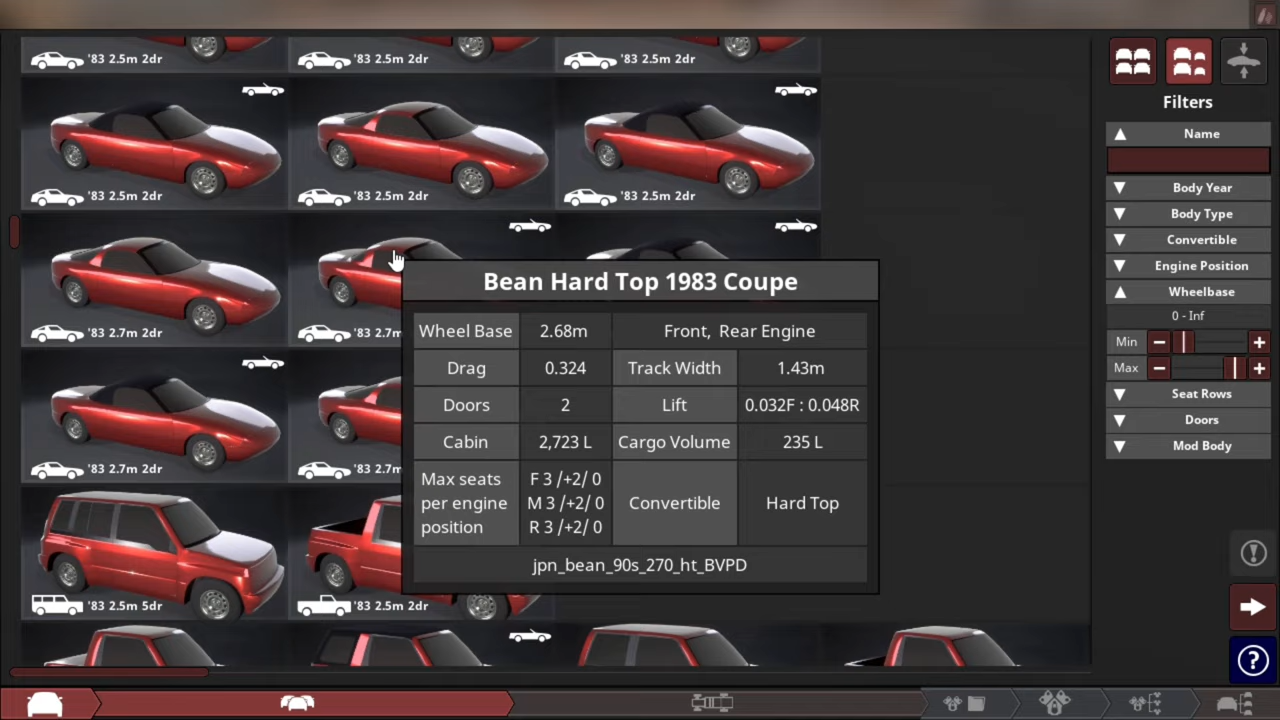 '83 2.5m 2dr
'83 2.5m 2dr
'83 2.5m 2dr
'83 2.5m 2dr
'83 2.5m 2dr
'83 2.5m 2dr
'83 2.7m 2dr
'83 2.7m
'83 2.7m 2dr
'83 2.7m
'83 2.5m 5dr
'83 2.5m 2dr
Bean Hard Top 1983 Coupe
Wheel Base 2.68m Front, Rear Engine
Drag 0.324 Track Width 1.43m
Doors 2 Lift 0.032F : 0.048R
Cabin 2,723 L Cargo Volume 235 L
Max seats per engine position
F 3 /+2/ 0
M 3 /+2/ 0
R 3 /+2/ 0
Convertible Hard Top
jpn_bean_90s_270_ht_BVPD
Filters
Name
Body Year
Body Type
Convertible
Engine Position
Wheelbase
0 - Inf
Min
Max
Seat Rows
Doors
Mod Body
?